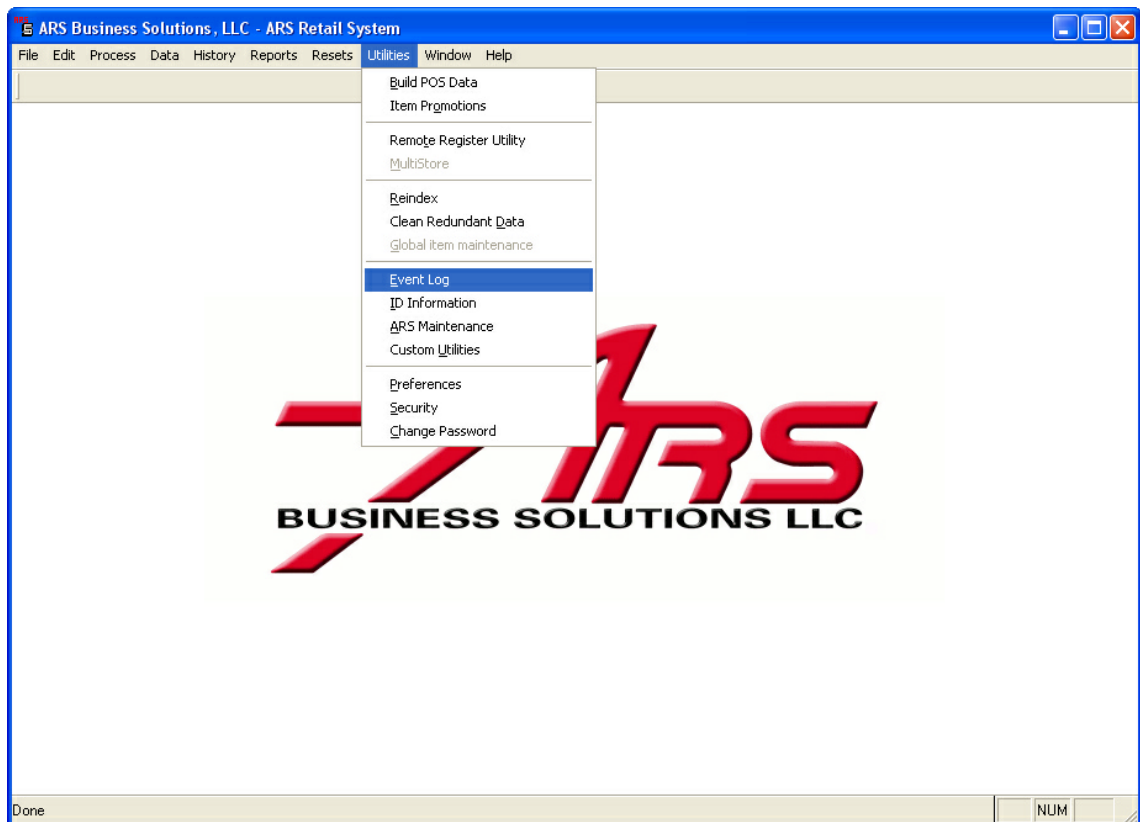 ARS Business Solutions, LLC - ARS Retail System
File Edit Process Data History Reports Resets Utilities Window Help
Build POS Data
Item Promotions
Remote Register Utility
MultiStore
Reindex
Clean Redundant Data
Global item maintenance
Event Log
ID Information
ARS Maintenance
Custom Utilities
Preferences
Security
Change Password
ARS
BUSINESS SOLUTIONS LLC
Done NUM